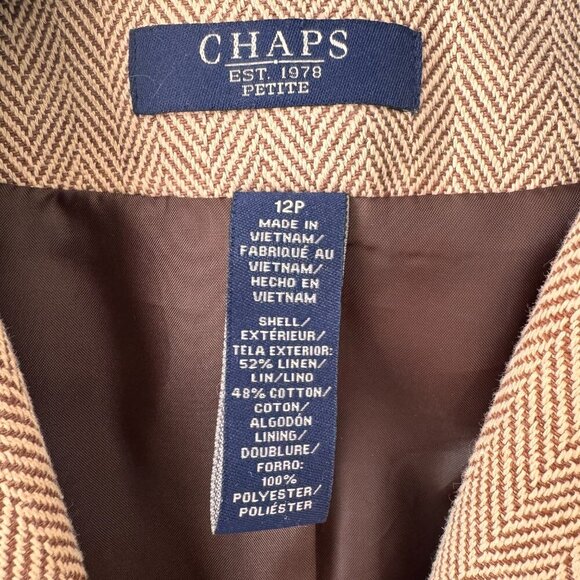 CHAPS
EST. 1978
PETITE
12P
MADE IN
VIETNAM/
FABRIQUÉ AU
VIETNAM/
HECHO EN
VIETNAM
SHELL/
EXTÉRIEUR/
TELA EXTERIOR:
52% LINEN/
LIN/LINO
48% COTTON/
COTON/
ALGODÓN
LINING/
DOUBLURE/
FORRO:
100%
POLYESTER/
POLIÉSTER